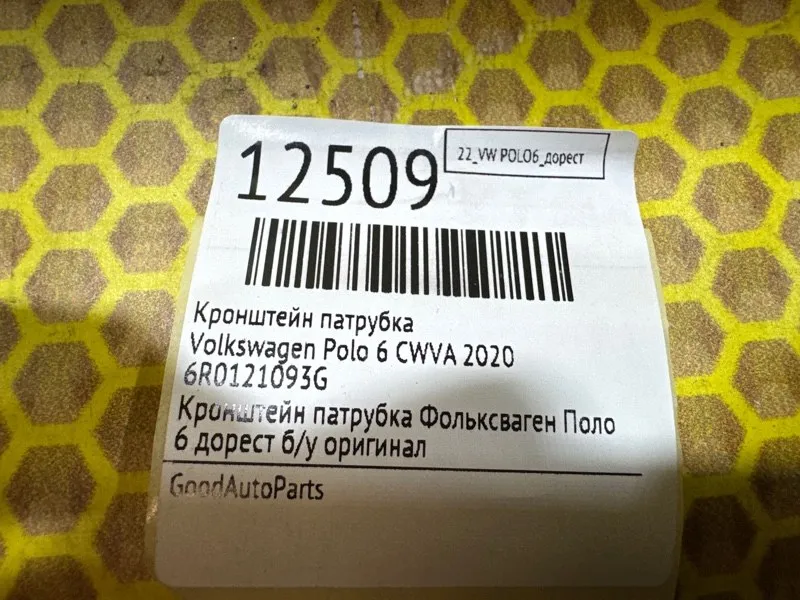 12509
22_VW POLO6_дорест
Кронштейн патрубка
Volkswagen Polo 6 CWVA 2020
6R0121093G
Кронштейн патрубка Фольксваген Поло
6 дорест б/у оригинал
GoodAutoParts